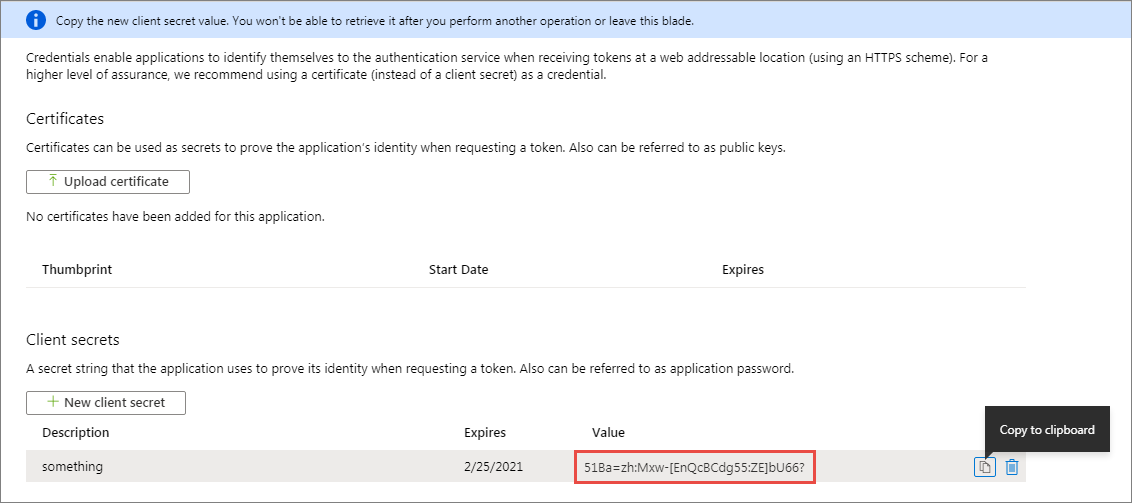 Copy the new client secret value. You won't be able to retrieve it after you perform another operation or leave this blade.
Credentials enable applications to identify themselves to the authentication service when receiving tokens at a web addressable location (using an HTTPS scheme). For a
higher level of assurance, we recommend using a certificate (instead of a client secret) as a credential.
Certificates
Certificates can be used as secrets to prove the application's identity when requesting a token. Also can be referred to as public keys.
Upload certificate
No certificates have been added for this application.
Thumbprint Start Date Expires
Client secrets
A secret string that the application uses to prove its identity when requesting a token. Also can be referred to as application password.
New client secret
Copy to clipboard
Description Expires Value
something 2/25/2021 51Ba=zh:Mxw-[EnQcBCdg55:ZE]bU66?